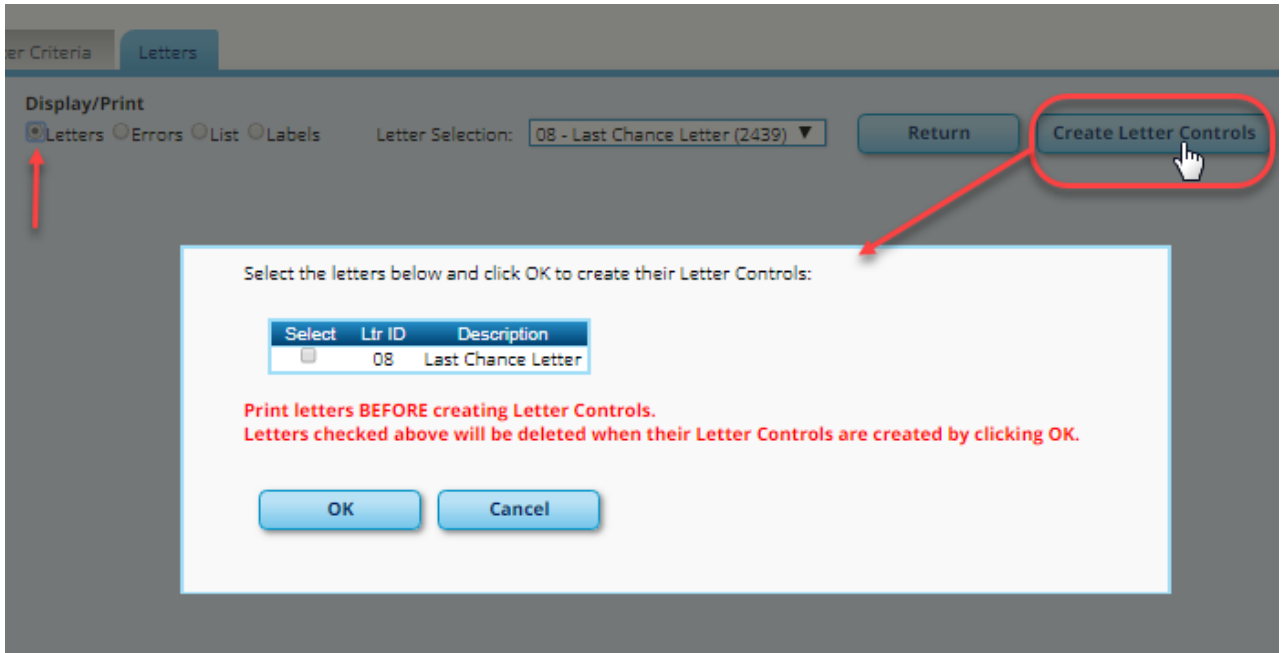 er Criteria Letters
Display/Print
Letters Errors List Labels Letter Selection: 08 - Last Chance Letter (2439) ▼ Return Create Letter Controls
Select the letters below and click OK to create their Letter Controls:
Select Ltr ID Description
08 Last Chance Letter
Print letters BEFORE creating Letter Controls.
Letters checked above will be deleted when their Letter Controls are created by clicking OK.
OK Cancel